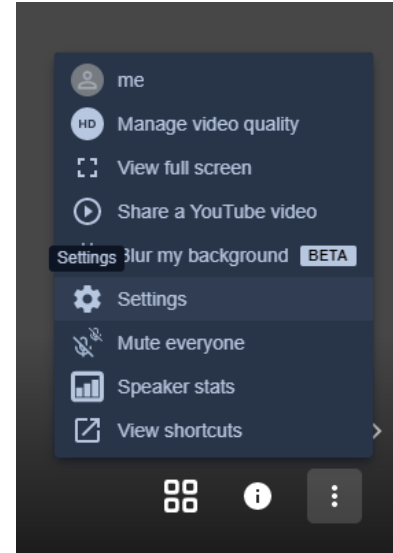 me
HD Manage video quality
View full screen
Share a YouTube video
Settings Blur my background BETA
Settings
Mute everyone
Speaker stats
View shortcuts